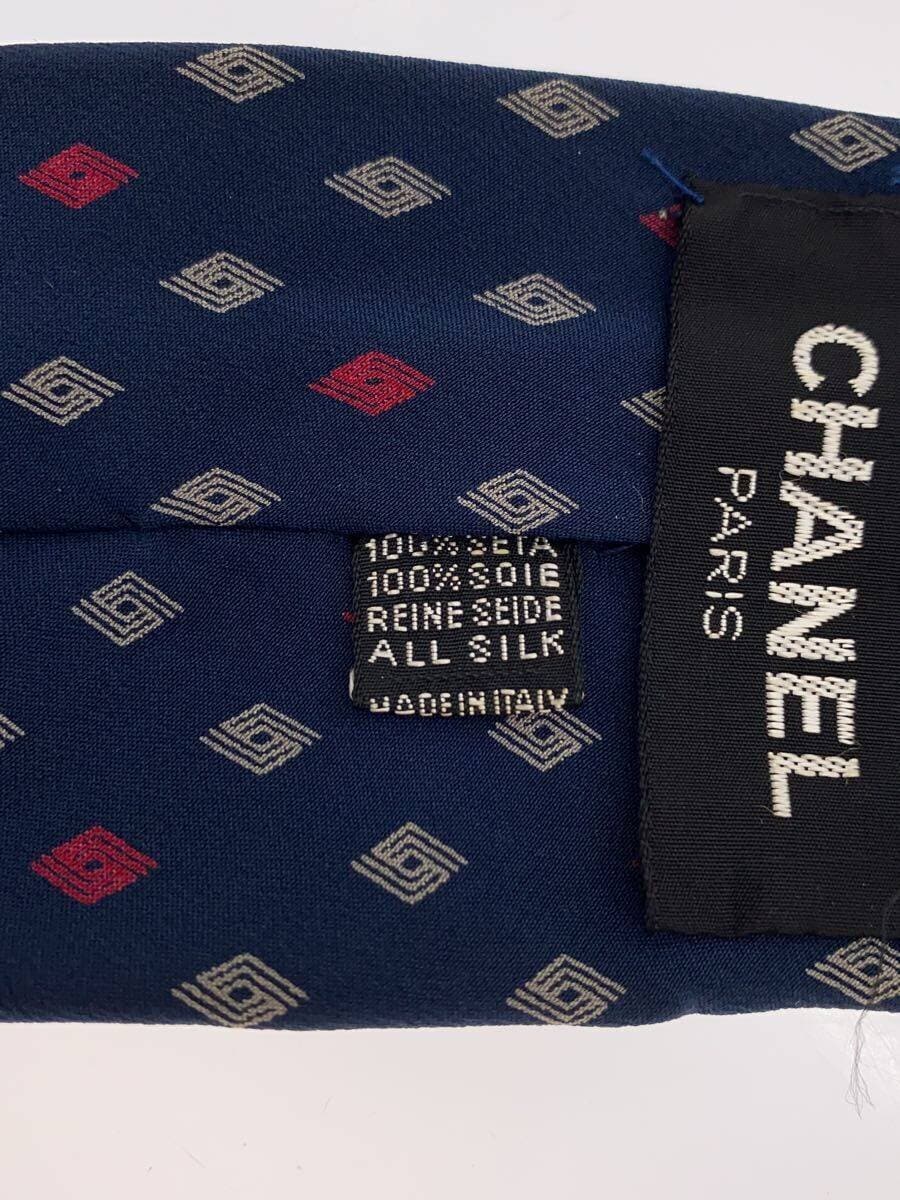 CHANEL
PARIS
100% SETA
100% SOIE
REINE SEIDE
ALL SILK
MADE IN ITALY